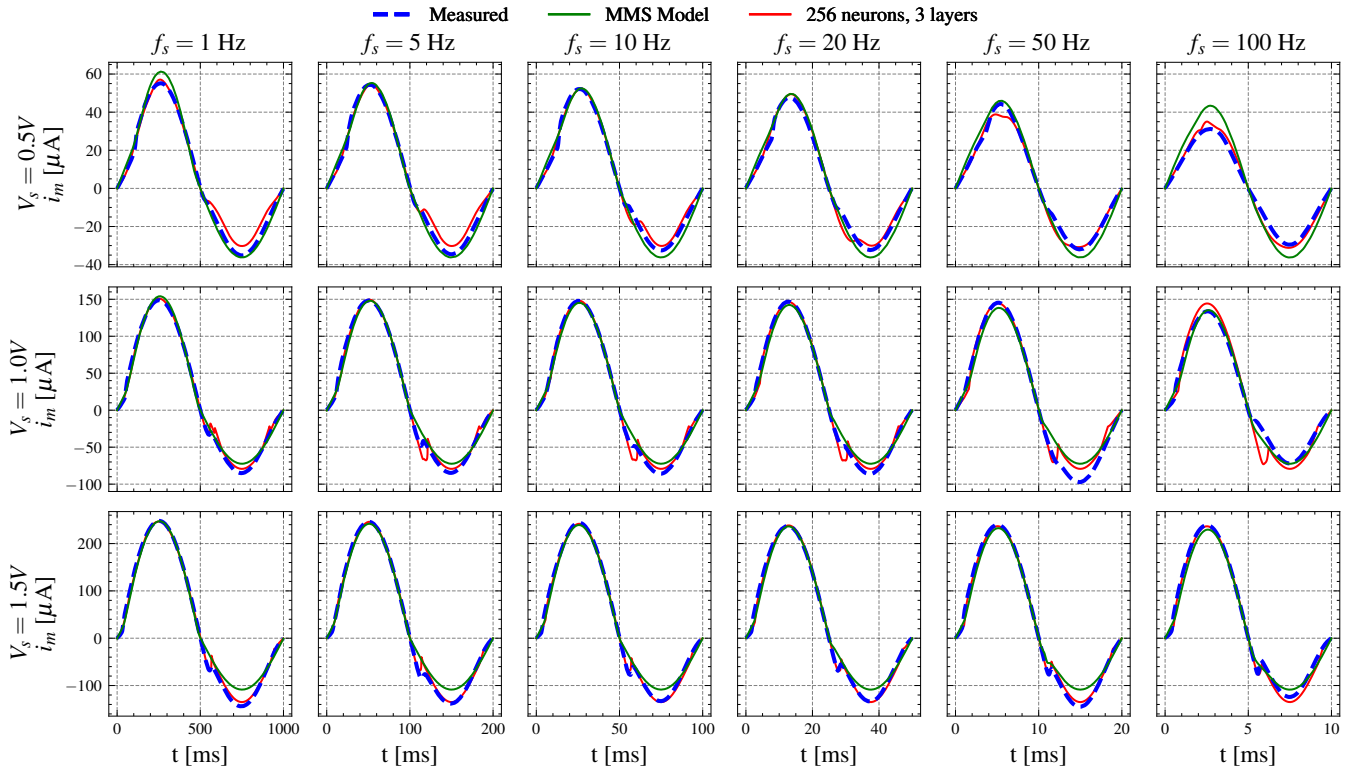 Measured MMS Model 256 neurons, 3 layers
f_s = 1 Hz f_s = 5 Hz f_s = 10 Hz f_s = 20 Hz f_s = 50 Hz f_s = 100 Hz
V_s = 0.5V
i_m [μA]
60
40
20
0
−20
−40
V_s = 1.0V
i_m [μA]
150
100
50
0
−50
−100
V_s = 1.5V
i_m [μA]
200
100
0
−100
0 500 1000 0 100 200 0 50 100 0 20 40 0 10 20 0 5 10
t [ms] t [ms] t [ms] t [ms] t [ms] t [ms]